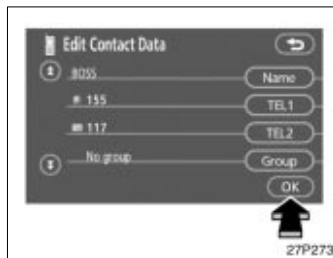 Edit Contact Data
BOSS Name
155 TEL1
117 TEL2
No group Group
OK
27P273